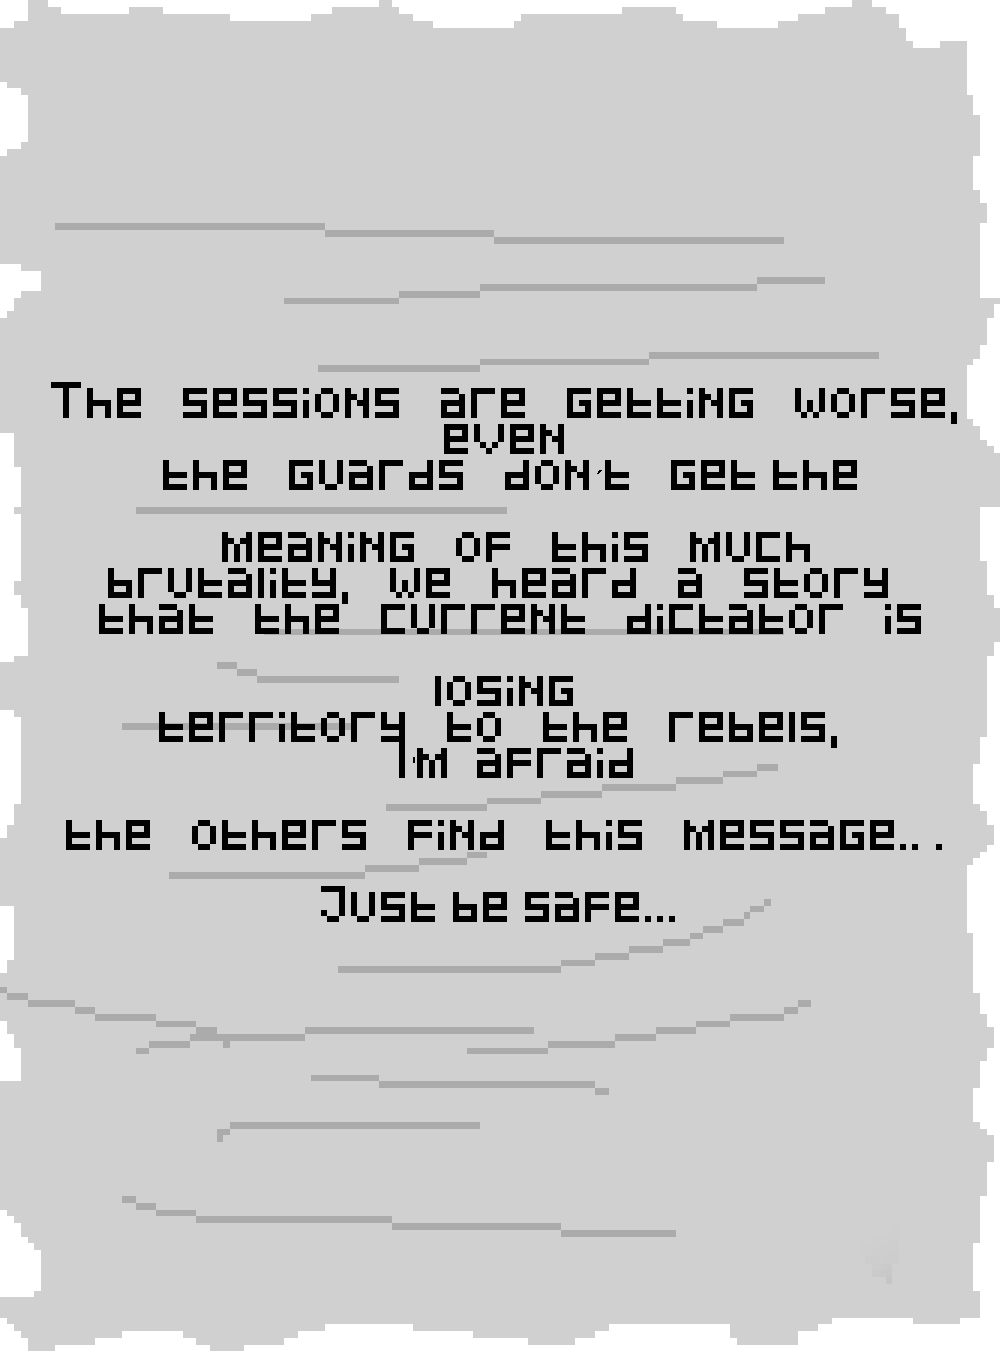 The sessions are getting worse,
even
the guards don't get the
meaning of this much
brutality, we heard a story
that the current dictator is
losing
territory to the rebels,
I'm afraid
the others find this message...
Just be safe...